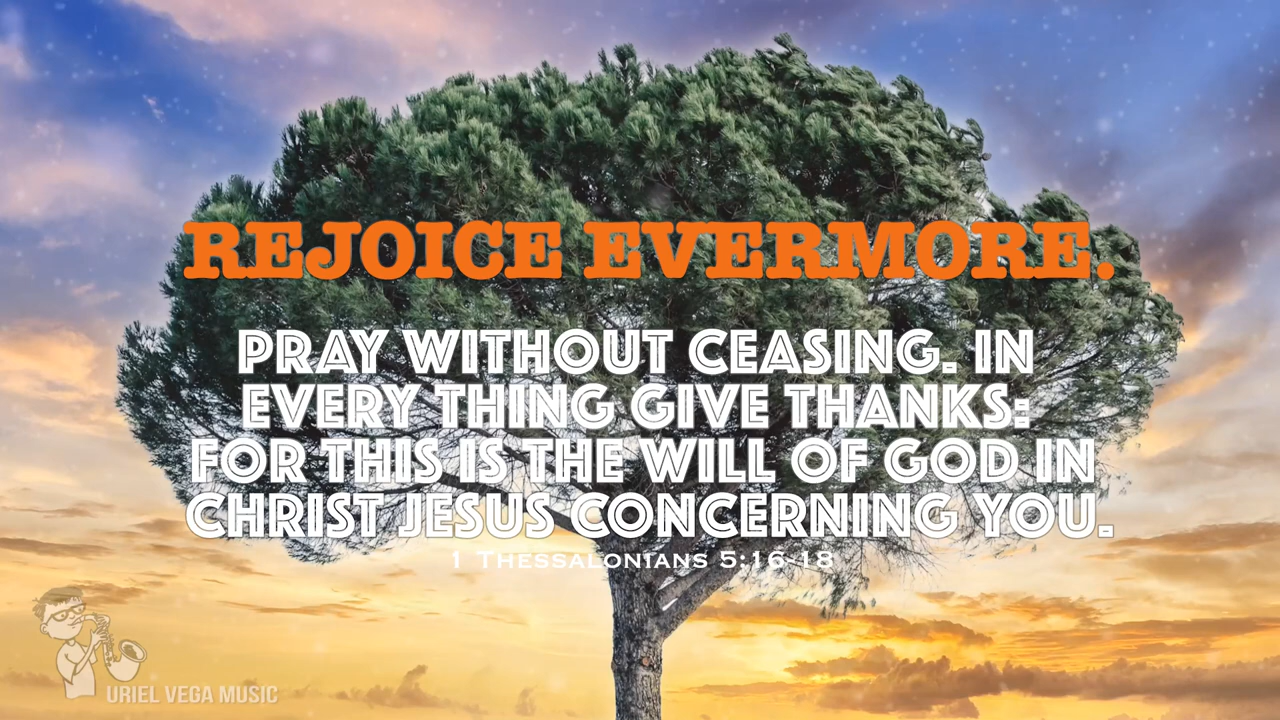 REJOICE EVERMORE.
PRAY WITHOUT CEASING. IN
EVERY THING GIVE THANKS:
FOR THIS IS THE WILL OF GOD IN
CHRIST JESUS CONCERNING YOU.
1 THESSALONIANS 5:16-18
URIEL VEGA MUSIC